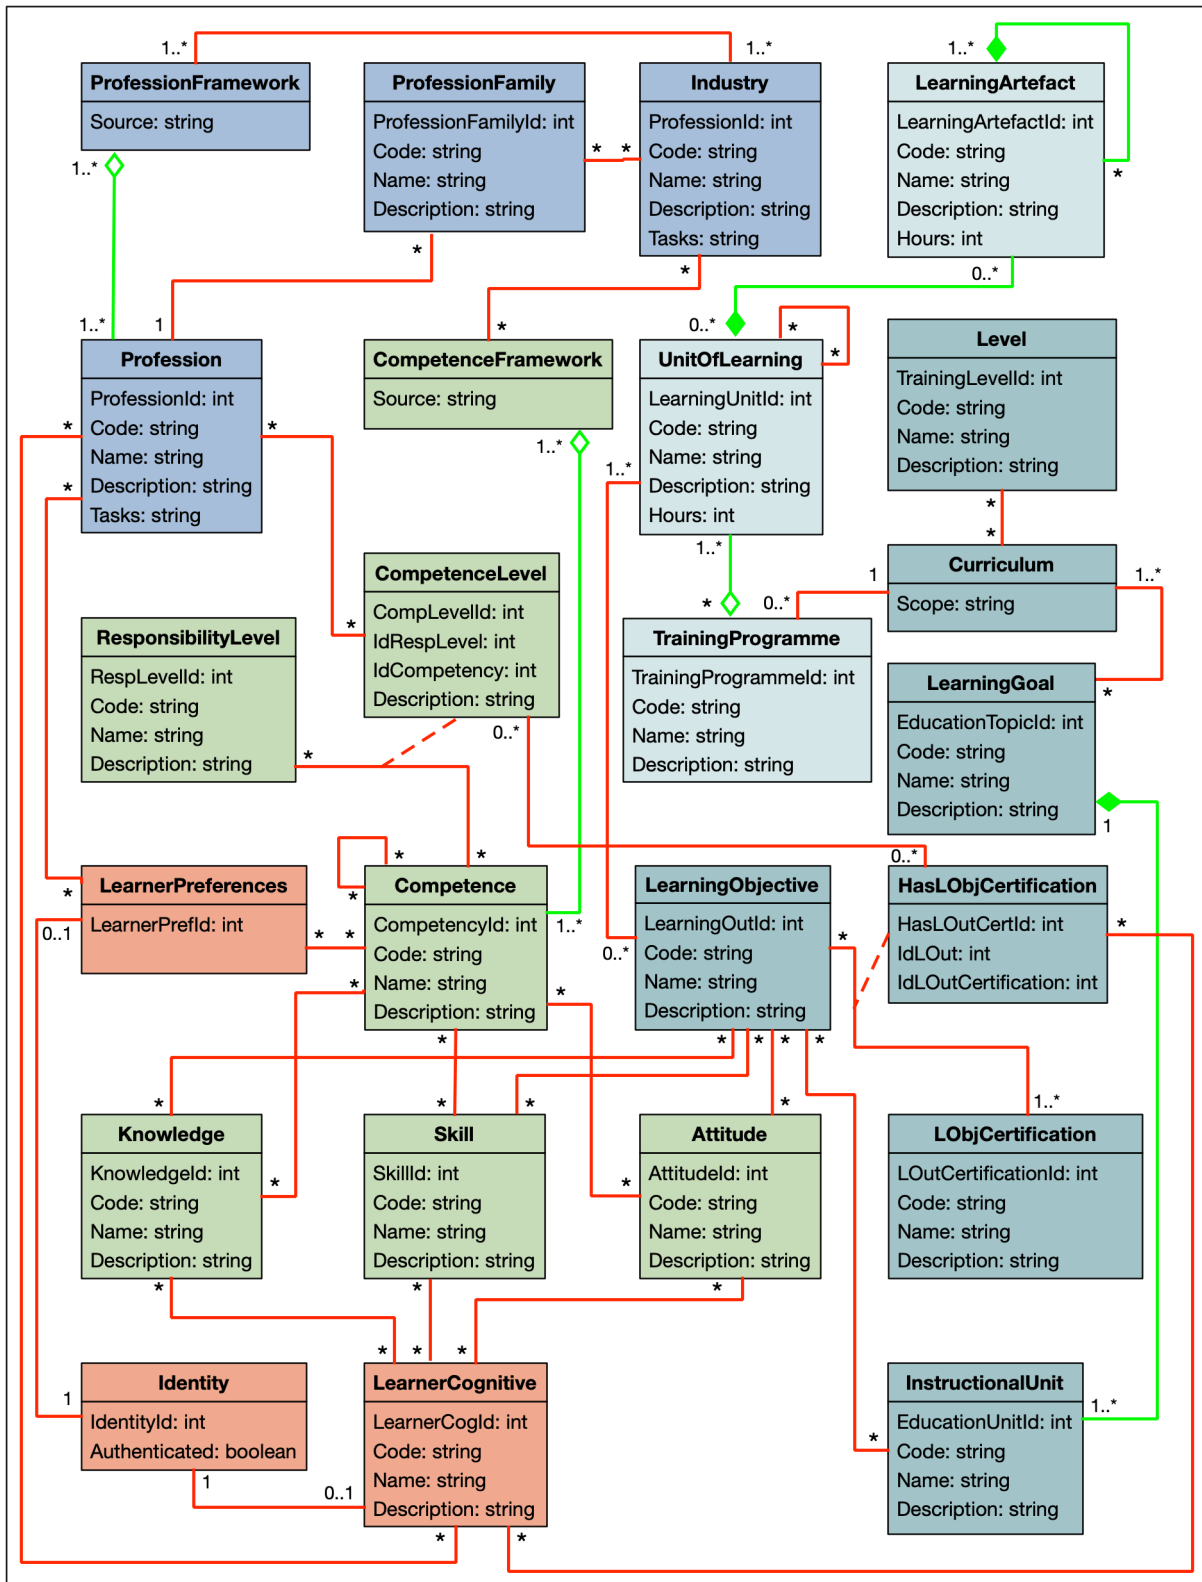 1..*
1..*
1..*
ProfessionFramework
Source: string
1..*
ProfessionFamily
ProfessionFamilyId: int
Code: string
Name: string
Description: string
*
*
*
Industry
ProfessionId: int
Code: string
Name: string
Description: string
Tasks: string
*
LearningArtefact
LearningArtefactId: int
Code: string
Name: string
Description: string
Hours: int
*
0..*
1..*
1
*
0..*
*
*
Profession
ProfessionId: int
Code: string
Name: string
Description: string
Tasks: string
*
*
*
CompetenceFramework
Source: string
1..*
UnitOfLearning
LearningUnitId: int
Code: string
Name: string
Description: string
Hours: int
1..*
1..*
Level
TrainingLevelId: int
Code: string
Name: string
Description: string
*
*
CompetenceLevel
CompLevelId: int
IdRespLevel: int
IdCompetency: int
Description: string
*
0..*
1
1..*
Curriculum
Scope: string
ResponsibilityLevel
RespLevelId: int
Code: string
Name: string
Description: string
*
*
0..*
TrainingProgramme
TrainingProgrammeId: int
Code: string
Name: string
Description: string
LearningGoal
EducationTopicId: int
Code: string
Name: string
Description: string
*
1
*
*
*
0..*
LearnerPreferences
LearnerPrefId: int
*
0..1
*
*
Competence
CompetencyId: int
Code: string
Name: string
Description: string
1..*
*
*
*
LearningObjective
LearningOutId: int
Code: string
Name: string
Description: string
0..*
*
*
*
*
*
HasLObjCertification
HasLOutCertId: int
IdLOut: int
IdLOutCertification: int
*
*
*
*
*
1..*
Knowledge
KnowledgeId: int
Code: string
Name: string
Description: string
*
*
Skill
SkillId: int
Code: string
Name: string
Description: string
*
Attitude
AttitudeId: int
Code: string
Name: string
Description: string
*
*
LObjCertification
LOutCertificationId: int
Code: string
Name: string
Description: string
*
*
*
Identity
IdentityId: int
Authenticated: boolean
1
1
0..1
LearnerCognitive
LearnerCogId: int
Code: string
Name: string
Description: string
*
*
InstructionalUnit
EducationUnitId: int
Code: string
Name: string
Description: string
1..*
*